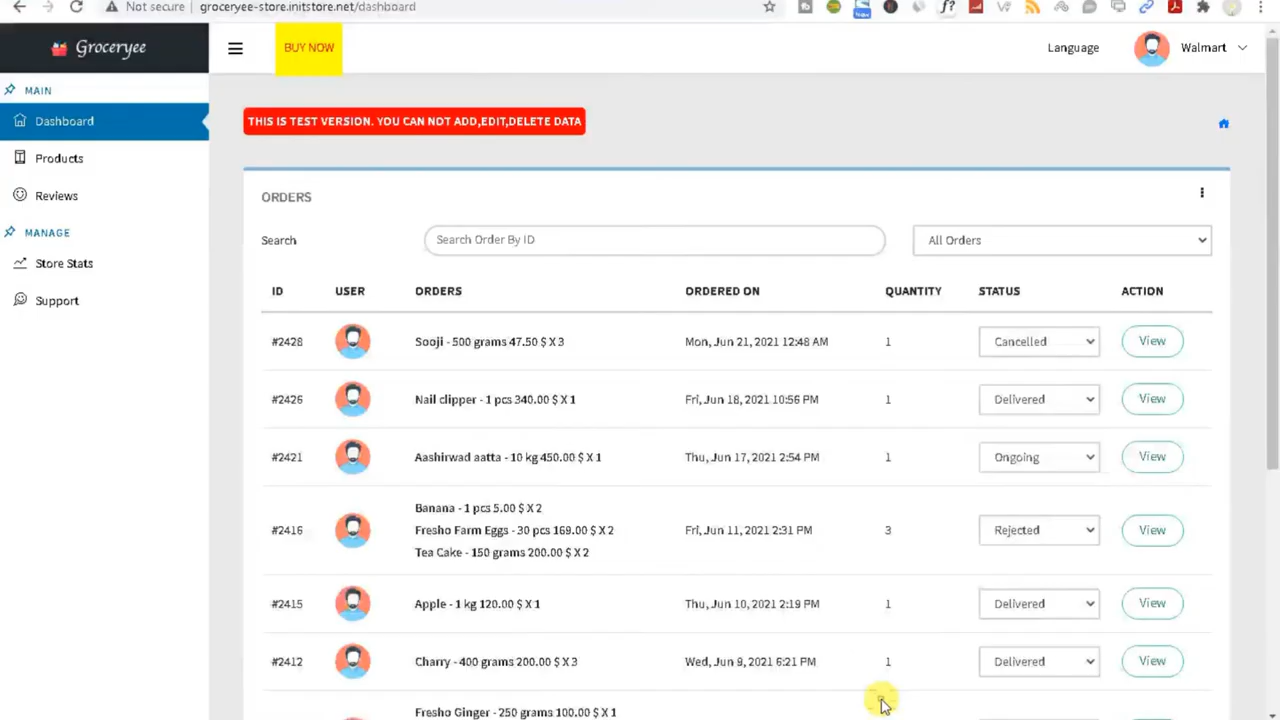 Not secure groceryee-store.initstore.net/dashboard
New
f?
Groceryee
BUY NOW
Language
Walmart
MAIN
Dashboard
Products
Reviews
MANAGE
Store Stats
Support
THIS IS TEST VERSION. YOU CAN NOT ADD,EDIT,DELETE DATA
ORDERS
Search
Search Order By ID
All Orders
ID USER ORDERS ORDERED ON QUANTITY STATUS ACTION
#2428 Sooji - 500 grams 47.50 $ X 3 Mon, Jun 21, 2021 12:48 AM 1 Cancelled View
#2426 Nail clipper - 1 pcs 340.00 $ X 1 Fri, Jun 18, 2021 10:56 PM 1 Delivered View
#2421 Aashirwad aatta - 10 kg 450.00 $ X 1 Thu, Jun 17, 2021 2:54 PM 1 Ongoing View
Banana - 1 pcs 5.00 $ X 2
#2416 Fresho Farm Eggs - 30 pcs 169.00 $ X 2 Fri, Jun 11, 2021 2:31 PM 3 Rejected View
Tea Cake - 150 grams 200.00 $ X 2
#2415 Apple - 1 kg 120.00 $ X 1 Thu, Jun 10, 2021 2:19 PM 1 Delivered View
#2412 Charry - 400 grams 200.00 $ X 3 Wed, Jun 9, 2021 6:21 PM 1 Delivered View
Fresho Ginger - 250 grams 100.00 $ X 1